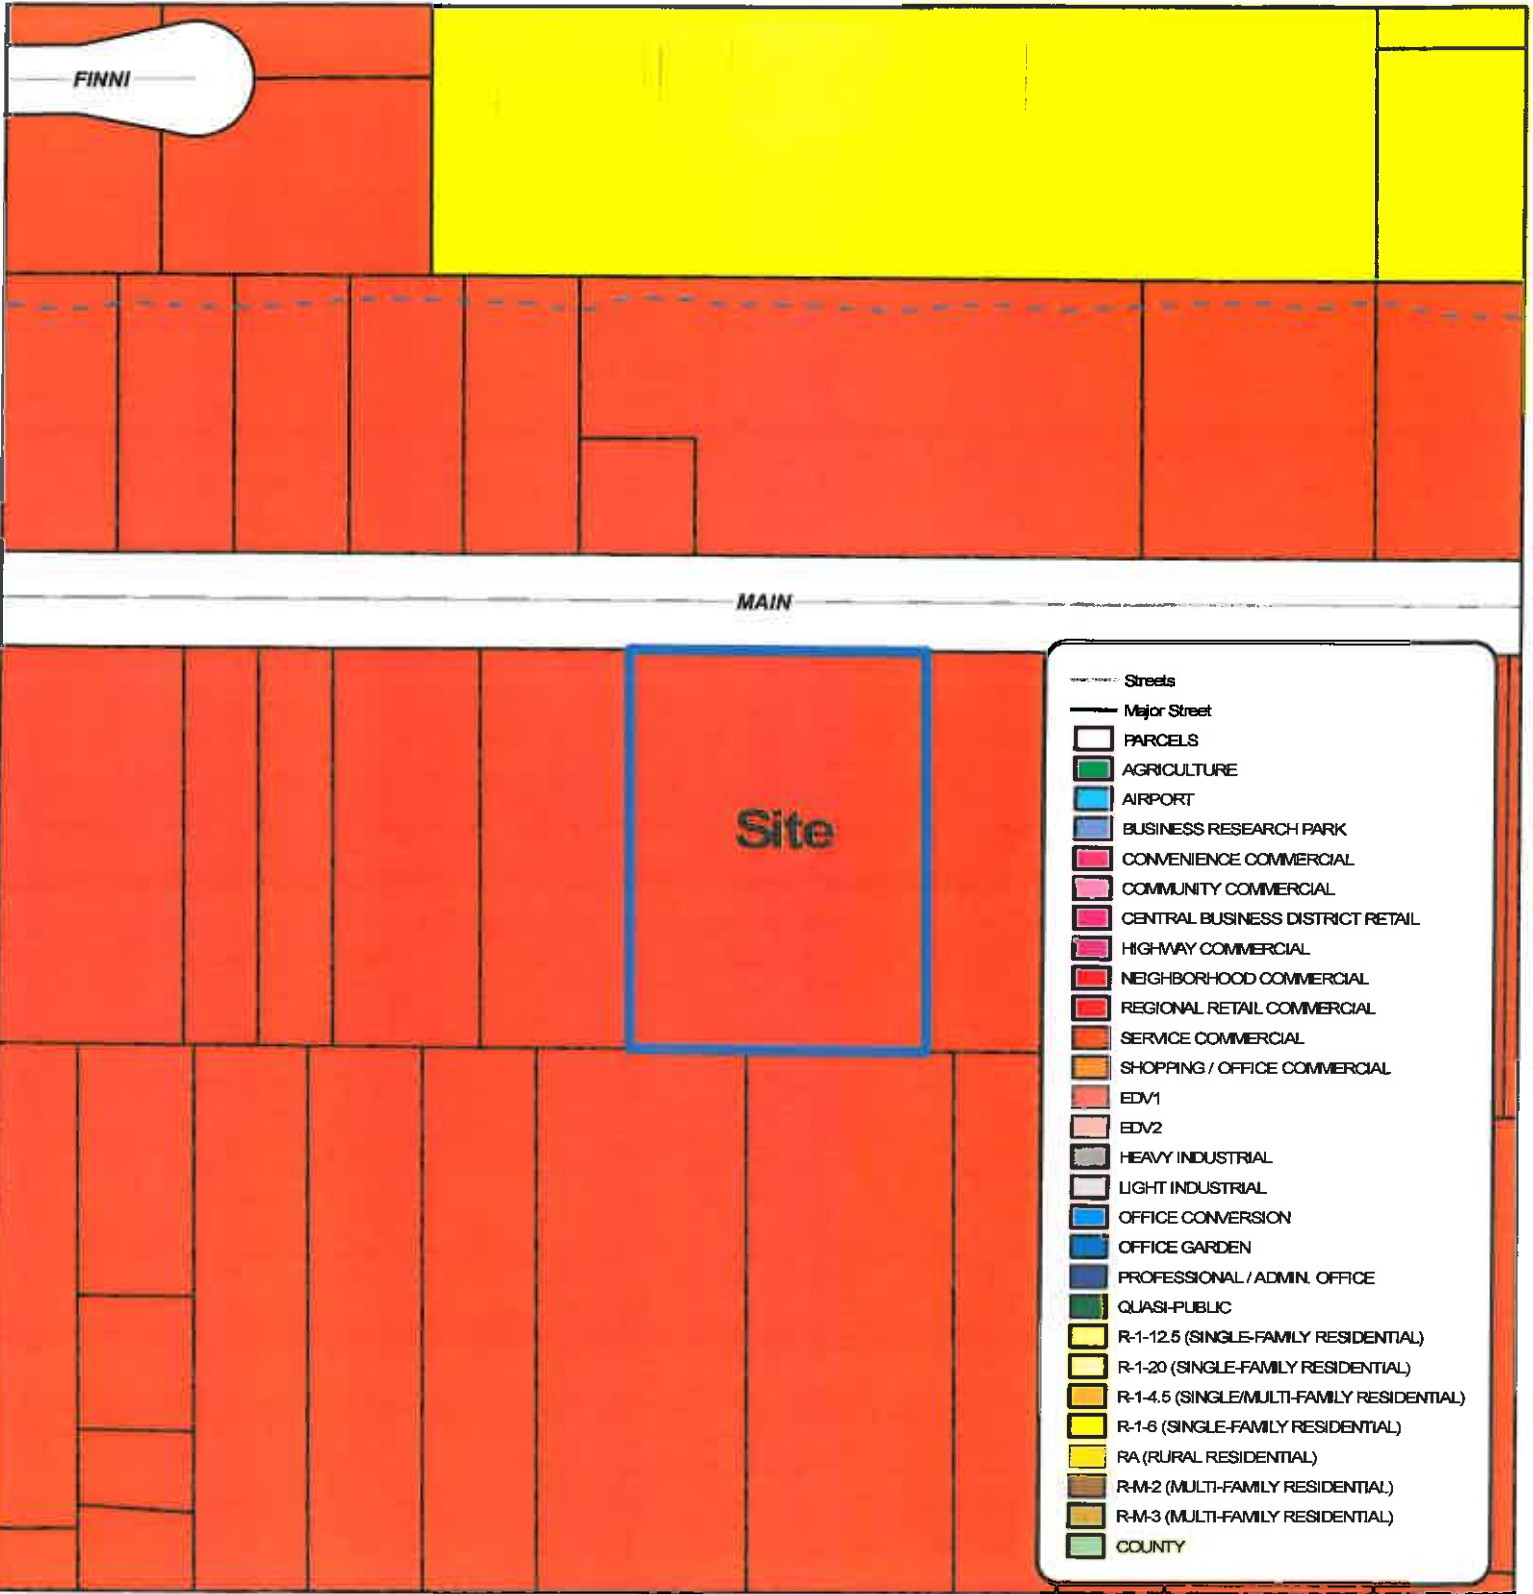 FINNI
MAIN
Site
Streets
Major Street
PARCELS
AGRICULTURE
AIRPORT
BUSINESS RESEARCH PARK
CONVENIENCE COMMERCIAL
COMMUNITY COMMERCIAL
CENTRAL BUSINESS DISTRICT RETAIL
HIGHWAY COMMERCIAL
NEIGHBORHOOD COMMERCIAL
REGIONAL RETAIL COMMERCIAL
SERVICE COMMERCIAL
SHOPPING / OFFICE COMMERCIAL
EDV1
EDV2
HEAVY INDUSTRIAL
LIGHT INDUSTRIAL
OFFICE CONVERSION
OFFICE GARDEN
PROFESSIONAL / ADMIN. OFFICE
QUASI-PUBLIC
R-1-12.5 (SINGLE-FAMILY RESIDENTIAL)
R-1-20 (SINGLE-FAMILY RESIDENTIAL)
R-1-4.5 (SINGLE/MULTI-FAMILY RESIDENTIAL)
R-1-6 (SINGLE-FAMILY RESIDENTIAL)
RA (RURAL RESIDENTIAL)
R-M-2 (MULTI-FAMILY RESIDENTIAL)
R-M-3 (MULTI-FAMILY RESIDENTIAL)
COUNTY